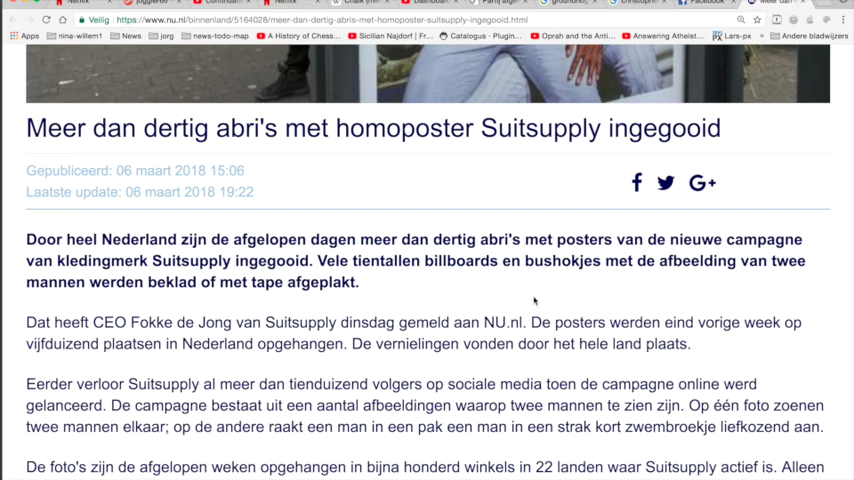 Netflix
Netflix
Facebook
Veilig
https://www.nu.nl/binnenland/5164028/meer-dan-dertig-abris-met-homoposter-suitsupply-ingegooid.html
Apps nina-willem1 News jorg news-todo-map A History of Chess… Sicilian Najdorf | Fr… Catalogus - Plugin… Oprah and the Anti… Answering Atheist… Lars-px » Andere bladwijzers
Meer dan dertig abri's met homoposter Suitsupply ingegooid
Gepubliceerd: 06 maart 2018 15:06
Laatste update: 06 maart 2018 19:22
Door heel Nederland zijn de afgelopen dagen meer dan dertig abri's met posters van de nieuwe campagne
van kledingmerk Suitsupply ingegooid. Vele tientallen billboards en bushokjes met de afbeelding van twee
mannen werden beklad of met tape afgeplakt.
Dat heeft CEO Fokke de Jong van Suitsupply dinsdag gemeld aan NU.nl. De posters werden eind vorige week op
vijfduizend plaatsen in Nederland opgehangen. De vernielingen vonden door het hele land plaats.
Eerder verloor Suitsupply al meer dan tienduizend volgers op sociale media toen de campagne online werd
gelanceerd. De campagne bestaat uit een aantal afbeeldingen waarop twee mannen te zien zijn. Op één foto zoenen
twee mannen elkaar; op de andere raakt een man in een pak een man in een strak kort zwembroekje liefkozend aan.
De foto's zijn de afgelopen weken opgehangen in bijna honderd winkels in 22 landen waar Suitsupply actief is. Alleen